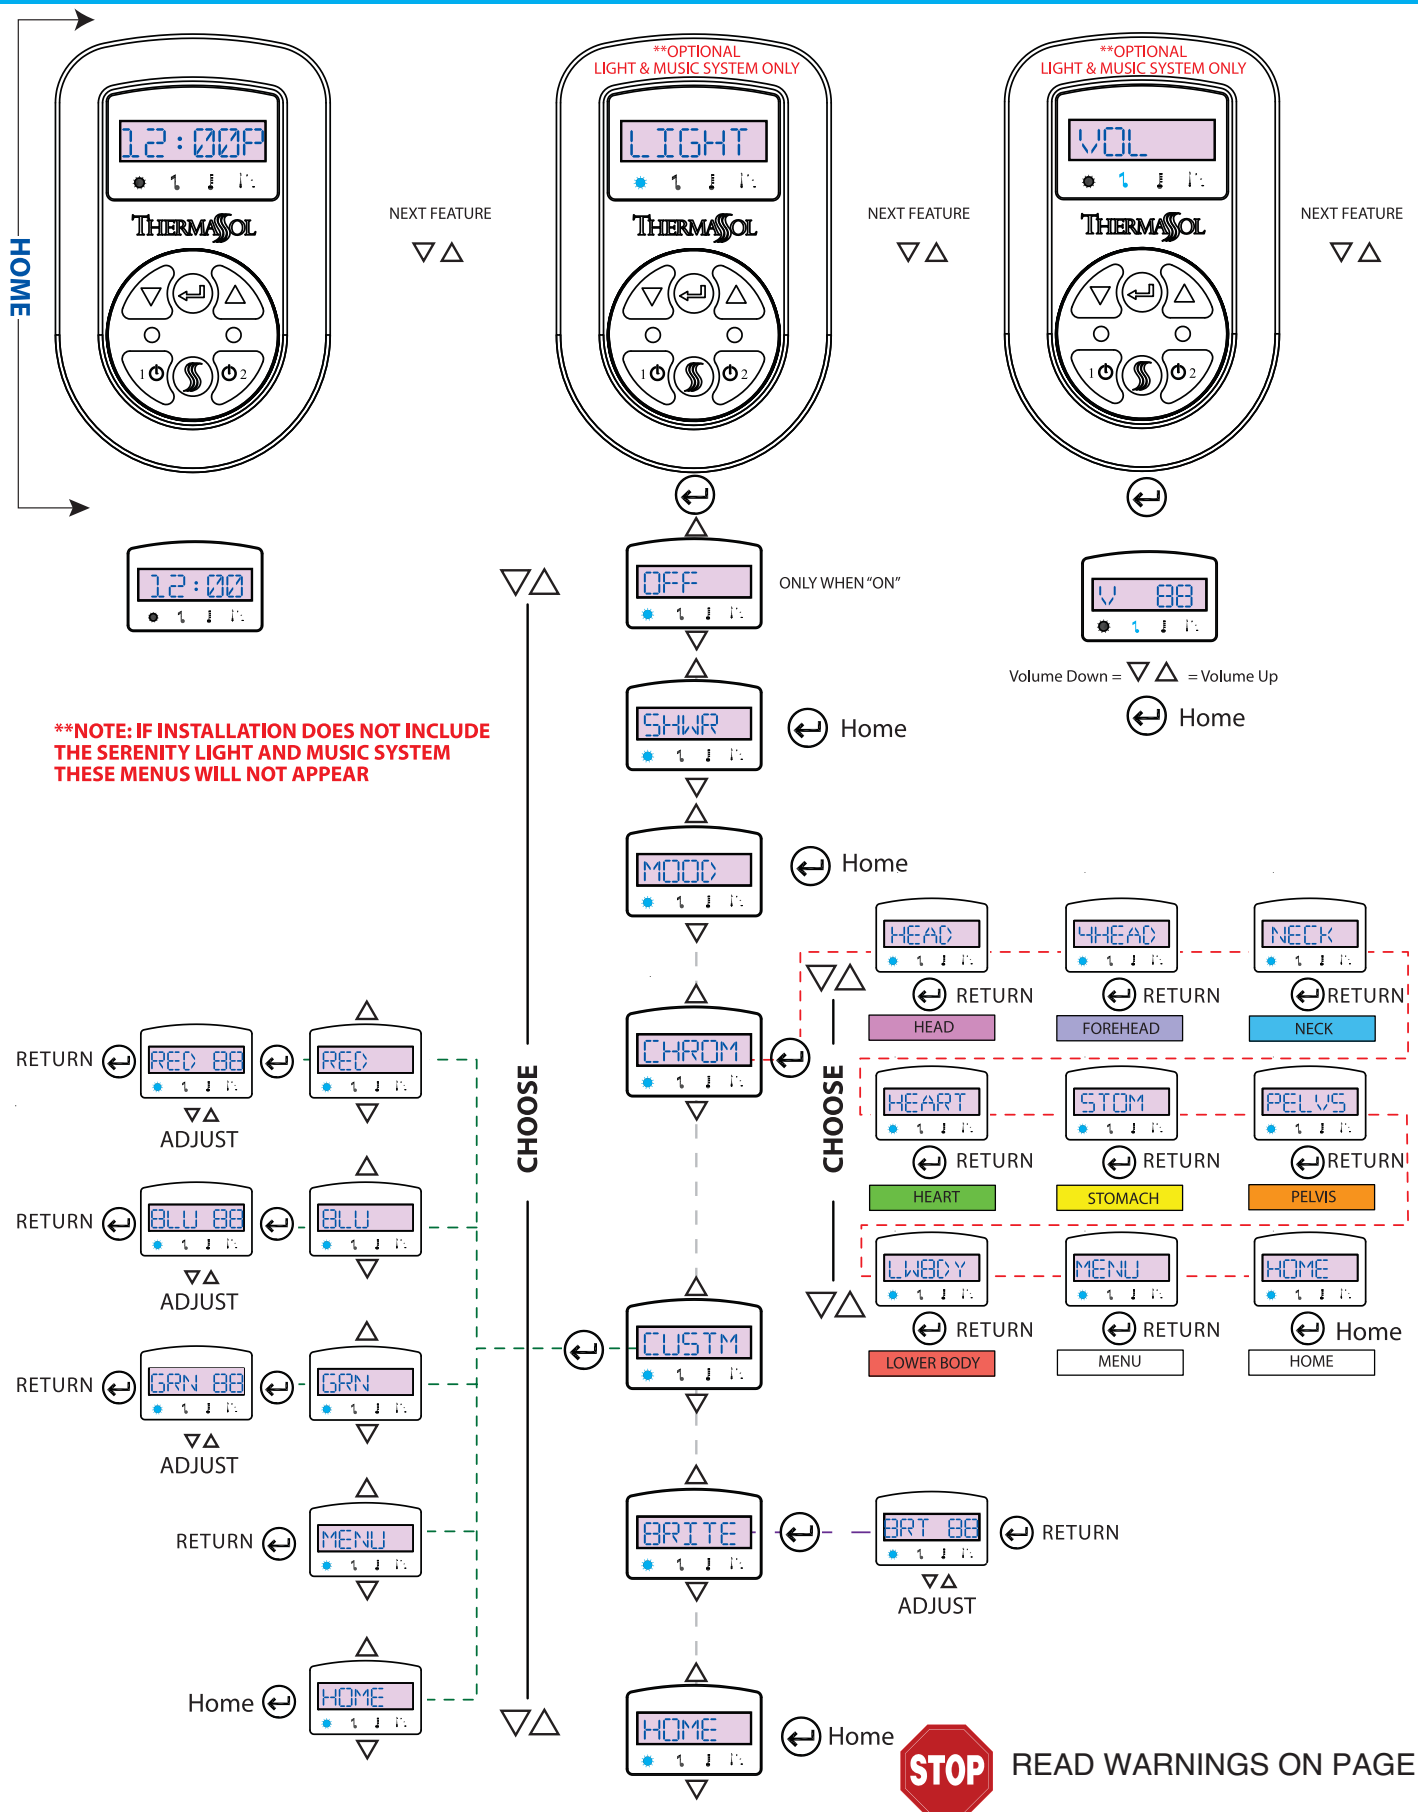 **OPTIONAL
LIGHT & MUSIC SYSTEM ONLY
**OPTIONAL
LIGHT & MUSIC SYSTEM ONLY
12:00P
LIGHT
VOL
THERMASOL
NEXT FEATURE
THERMASOL
NEXT FEATURE
THERMASOL
NEXT FEATURE
HOME
1 2
1 2
1 2
12:00
OFF
ONLY WHEN "ON"
V 88
Volume Down = = Volume Up
Home
SHWR
Home
**NOTE: IF INSTALLATION DOES NOT INCLUDE
THE SERENITY LIGHT AND MUSIC SYSTEM
THESE MENUS WILL NOT APPEAR
MOOD
Home
CHOOSE
CHROM
CHOOSE
HEAD
4HEAD
NECK
RETURN
RETURN
RETURN
HEAD
FOREHEAD
NECK
HEART
STOM
PELVS
RETURN
RETURN
RETURN
HEART
STOMACH
PELVIS
LWBDY
MENU
HOME
RETURN
RETURN
Home
LOWER BODY
MENU
HOME
RETURN
RED 88
RED
ADJUST
RETURN
BLU 88
BLU
ADJUST
CUSTM
RETURN
GRN 88
GRN
ADJUST
RETURN
MENU
BRITE
BRT 88
RETURN
ADJUST
Home
HOME
HOME
Home
STOP
READ WARNINGS ON PAGE